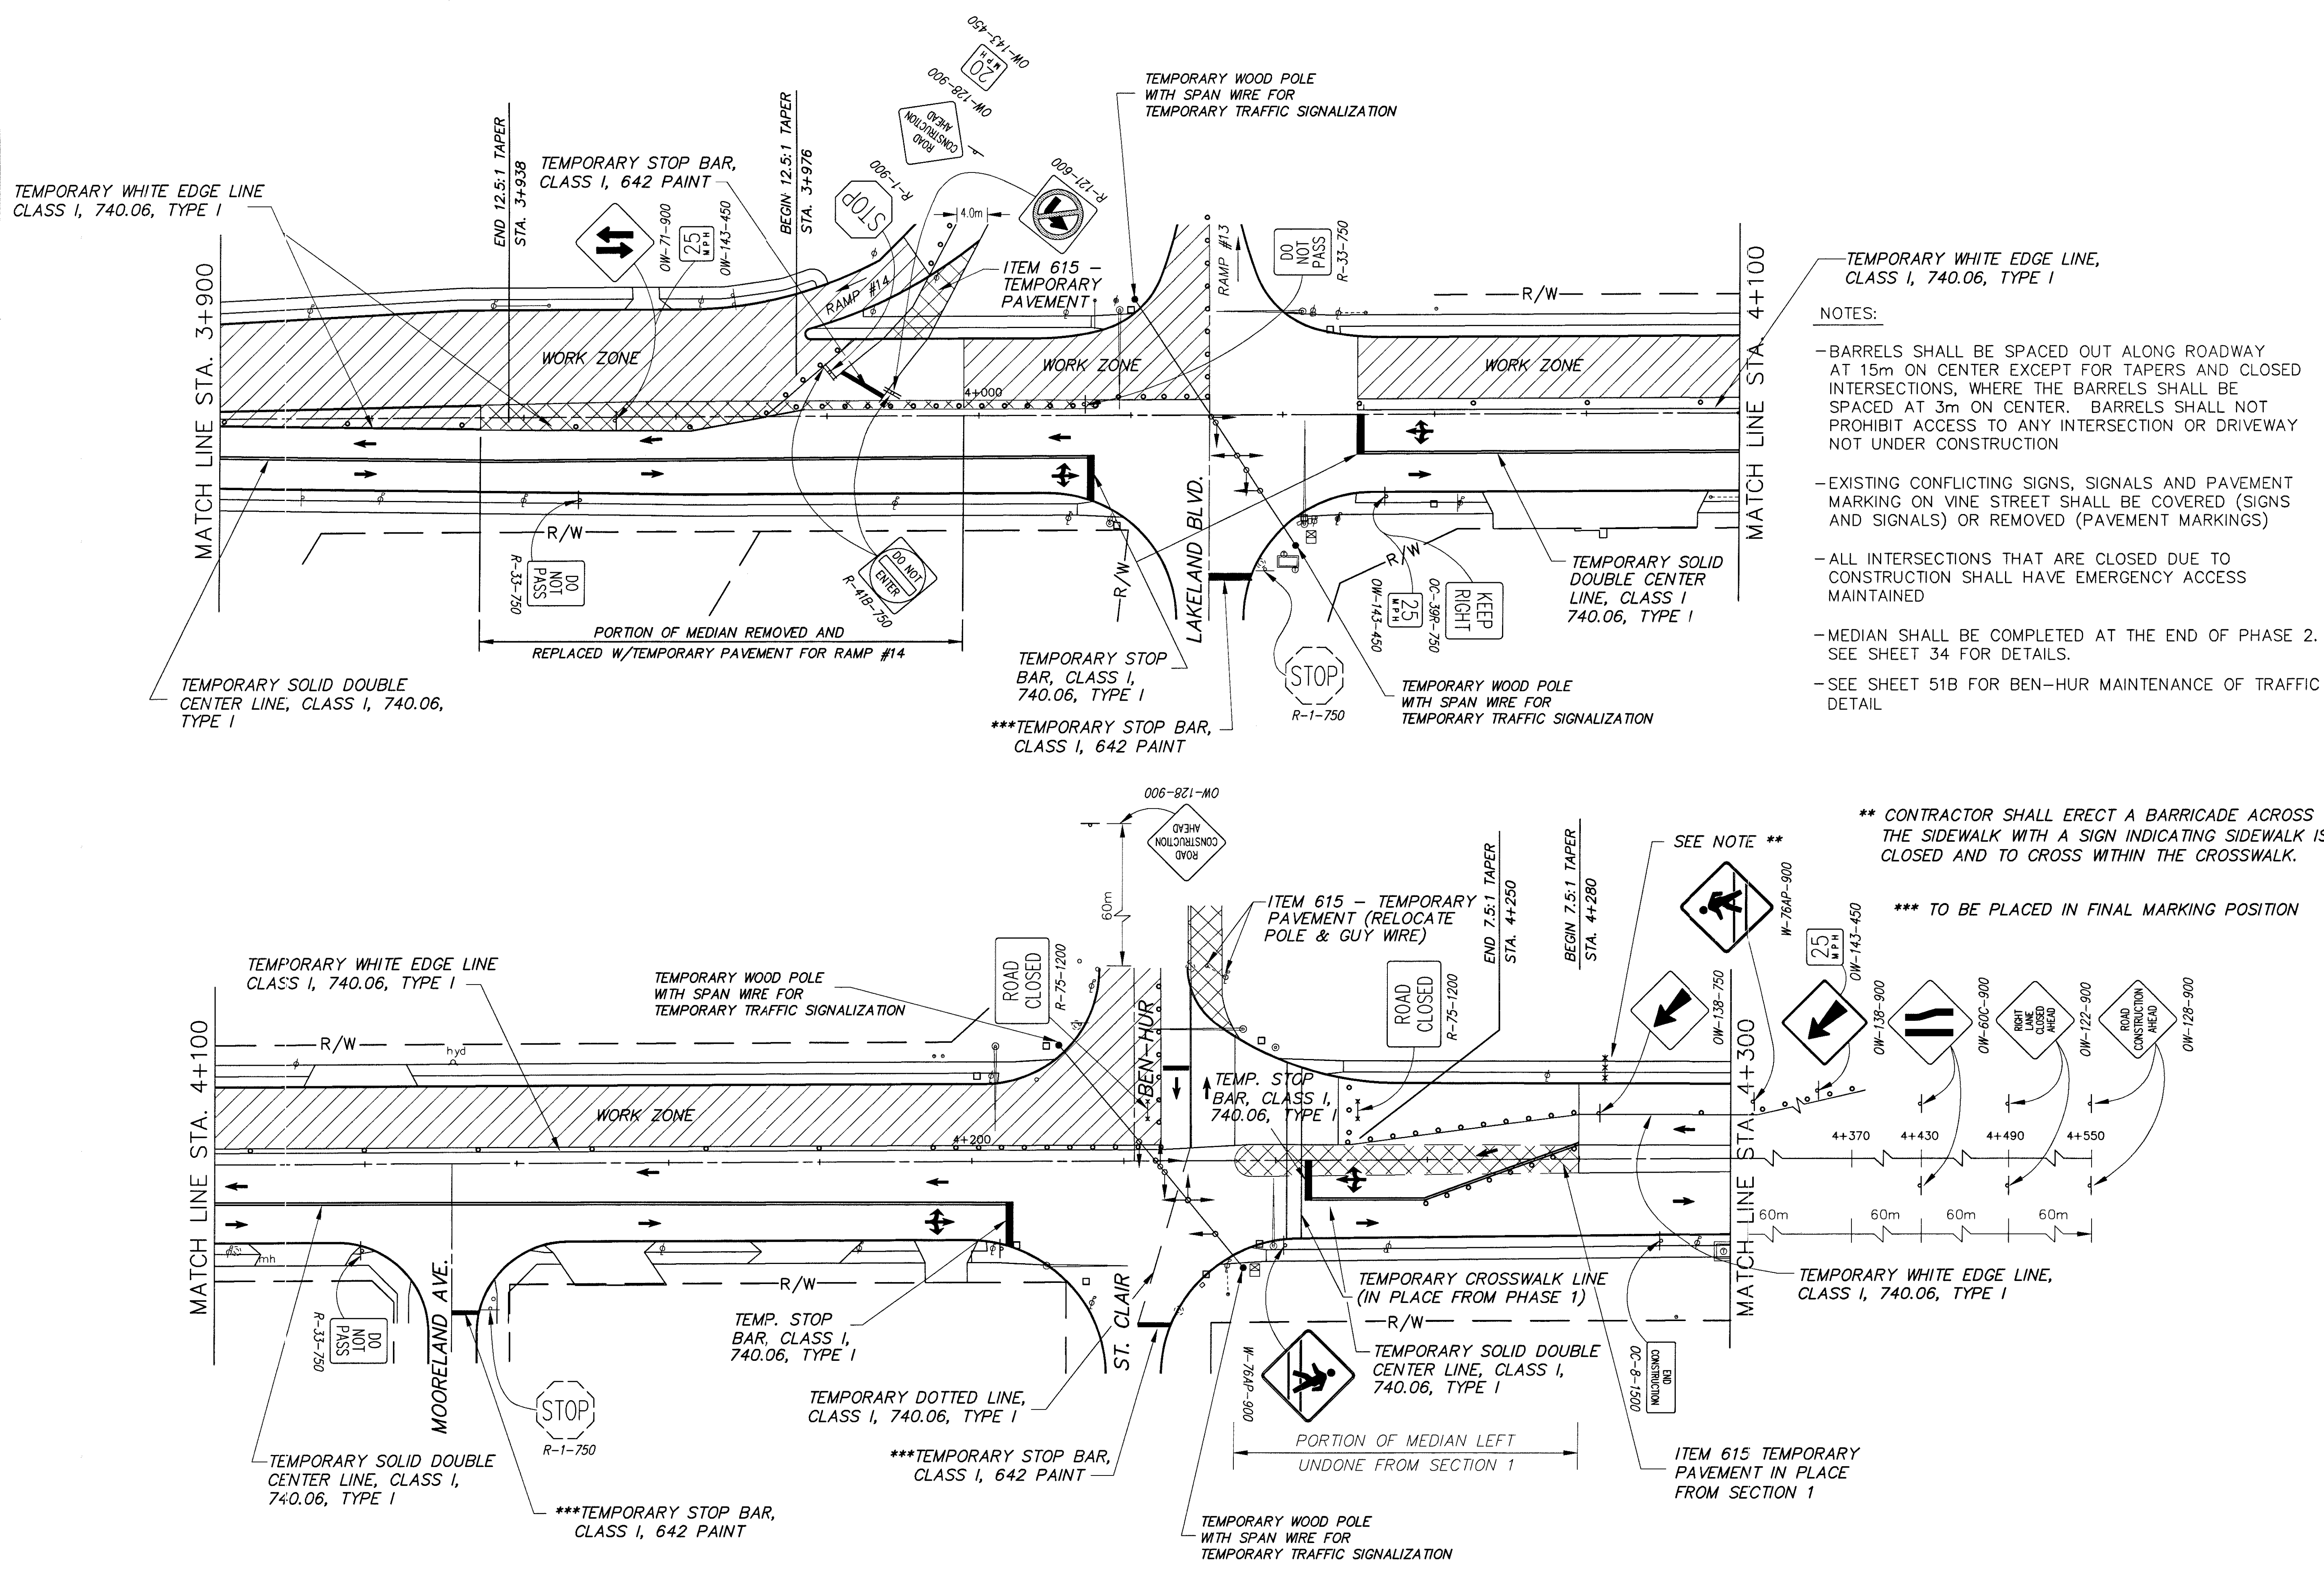 OW-143-450
20
MPH
OW-128-900
ROAD
CONSTRUCTION
AHEAD
R-1-900
STOP
R-121-600
4.0m
TEMPORARY WOOD POLE
WITH SPAN WIRE FOR
TEMPORARY TRAFFIC SIGNALIZATION
END 12.5:1 TAPER
STA. 3+938
TEMPORARY STOP BAR,
CLASS I, 642 PAINT
BEGIN 12.5:1 TAPER
STA. 3+976
TEMPORARY WHITE EDGE LINE
CLASS I, 740.06, TYPE I
OW-71-900
25
MPH
OW-143-450
ITEM 615 -
TEMPORARY
PAVEMENT
RAMP #14
RAMP #13
DO
NOT
PASS
R-33-750
R/W
MATCH LINE STA. 3+900
MATCH LINE STA. 4+100
TEMPORARY WHITE EDGE LINE,
CLASS I, 740.06, TYPE I
WORK ZONE
WORK ZONE
WORK ZONE
4+000
NOTES:
-BARRELS SHALL BE SPACED OUT ALONG ROADWAY
AT 15m ON CENTER EXCEPT FOR TAPERS AND CLOSED
INTERSECTIONS, WHERE THE BARRELS SHALL BE
SPACED AT 3m ON CENTER. BARRELS SHALL NOT
PROHIBIT ACCESS TO ANY INTERSECTION OR DRIVEWAY
NOT UNDER CONSTRUCTION
-EXISTING CONFLICTING SIGNS, SIGNALS AND PAVEMENT
MARKING ON VINE STREET SHALL BE COVERED (SIGNS
AND SIGNALS) OR REMOVED (PAVEMENT MARKINGS)
-ALL INTERSECTIONS THAT ARE CLOSED DUE TO
CONSTRUCTION SHALL HAVE EMERGENCY ACCESS
MAINTAINED
-MEDIAN SHALL BE COMPLETED AT THE END OF PHASE 2.
SEE SHEET 34 FOR DETAILS.
-SEE SHEET 51B FOR BEN-HUR MAINTENANCE OF TRAFFIC
DETAIL
R/W
R-33-750
DO
NOT
PASS
DO NOT
ENTER
R-41B-750
R/W
LAKELAND BLVD.
R/W
OW-143-450
25
MPH
OC-39R-750
KEEP
RIGHT
TEMPORARY SOLID
DOUBLE CENTER
LINE, CLASS I
740.06, TYPE I
PORTION OF MEDIAN REMOVED AND
REPLACED W/TEMPORARY PAVEMENT FOR RAMP #14
TEMPORARY SOLID DOUBLE
CENTER LINE, CLASS I, 740.06,
TYPE I
TEMPORARY STOP
BAR, CLASS I,
740.06, TYPE I
***TEMPORARY STOP BAR,
CLASS I, 642 PAINT
STOP
R-1-750
TEMPORARY WOOD POLE
WITH SPAN WIRE FOR
TEMPORARY TRAFFIC SIGNALIZATION
OW-128-900
ROAD
CONSTRUCTION
AHEAD
60m
** CONTRACTOR SHALL ERECT A BARRICADE ACROSS
THE SIDEWALK WITH A SIGN INDICATING SIDEWALK IS
CLOSED AND TO CROSS WITHIN THE CROSSWALK.
*** TO BE PLACED IN FINAL MARKING POSITION
SEE NOTE **
W-76AP-900
END 7.5:1 TAPER
STA. 4+250
BEGIN 7.5:1 TAPER
STA. 4+280
ITEM 615 - TEMPORARY
PAVEMENT (RELOCATE
POLE & GUY WIRE)
ROAD
CLOSED
R-75-1200
TEMPORARY WHITE EDGE LINE
CLASS I, 740.06, TYPE I
TEMPORARY WOOD POLE
WITH SPAN WIRE FOR
TEMPORARY TRAFFIC SIGNALIZATION
ROAD
CLOSED
R-75-1200
OW-138-750
25
MPH
OW-143-450
OW-138-900
OW-60C-900
RIGHT
LANE
CLOSED
AHEAD
OW-122-900
ROAD
CONSTRUCTION
AHEAD
OW-128-900
MATCH LINE STA. 4+100
MATCH LINE STA. 4+300
R/W
hyd
WORK ZONE
4+200
BEN-HUR
TEMP. STOP
BAR, CLASS I,
740.06, TYPE I
4+370
4+430
4+490
4+550
60m
60m
60m
60m
mh
R-33-750
DO
NOT
PASS
MOORELAND AVE.
R/W
ST. CLAIR
R/W
TEMPORARY CROSSWALK LINE
(IN PLACE FROM PHASE 1)
TEMPORARY WHITE EDGE LINE,
CLASS I, 740.06, TYPE I
TEMP. STOP
BAR, CLASS I,
740.06, TYPE I
TEMPORARY SOLID DOUBLE
CENTER LINE, CLASS I,
740.06, TYPE I
OC-8-1500
END
CONSTRUCTION
W-76AP-900
TEMPORARY DOTTED LINE,
CLASS I, 740.06, TYPE I
STOP
R-1-750
***TEMPORARY STOP BAR,
CLASS I, 642 PAINT
PORTION OF MEDIAN LEFT
UNDONE FROM SECTION 1
ITEM 615 TEMPORARY
PAVEMENT IN PLACE
FROM SECTION 1
TEMPORARY SOLID DOUBLE
CENTER LINE, CLASS I,
740.06, TYPE I
***TEMPORARY STOP BAR,
CLASS I, 642 PAINT
TEMPORARY WOOD POLE
WITH SPAN WIRE FOR
TEMPORARY TRAFFIC SIGNALIZATION